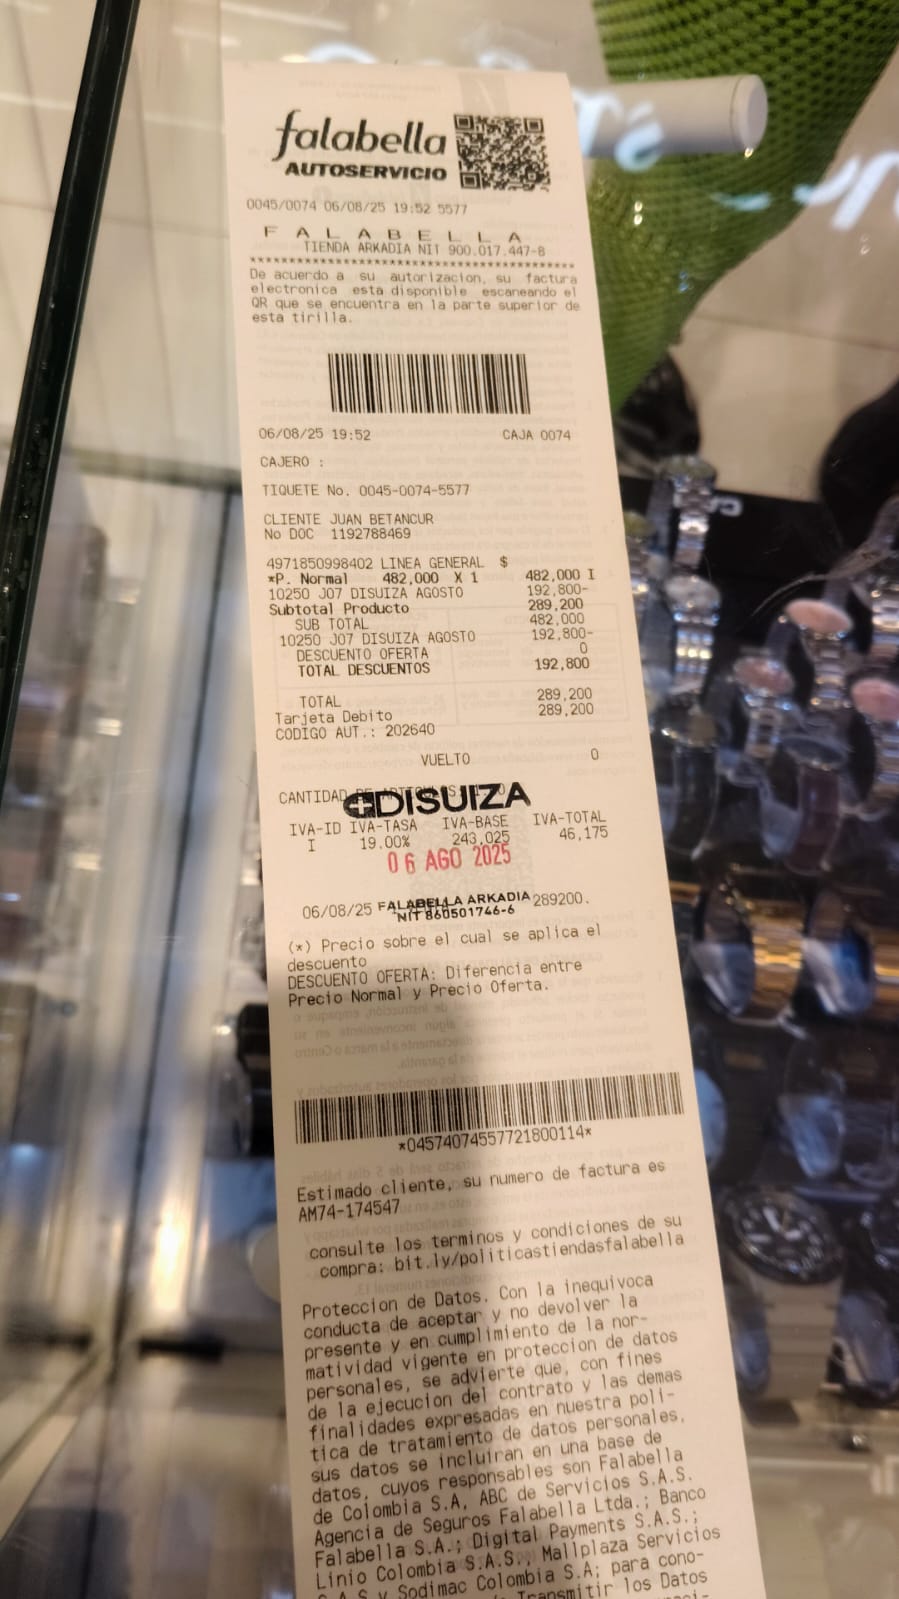 falabella
AUTOSERVICIO
0045/0074 06/08/25 19:52 5577
F A L A B E L L A
TIENDA ARKADIA NIT 900.017.447-8
******************************************
De acuerdo a su autorizacion, su factura
electronica esta disponible escaneando el
QR que se encuentra en la parte superior de
esta tirilla.
06/08/25 19:52 CAJA 0074
CAJERO :
TIQUETE No. 0045-0074-5577
CLIENTE JUAN BETANCUR
No DOC 1192788469
4971850998402 LINEA GENERAL $
*P. Normal 482,000 X 1 482,000 I
10250 J07 DISUIZA AGOSTO 192,800-
Subtotal Producto 289,200
SUB TOTAL 482,000
10250 J07 DISUIZA AGOSTO 192,800-
DESCUENTO OFERTA 0
TOTAL DESCUENTOS 192,800
TOTAL 289,200
Tarjeta Debito 289,200
CODIGO AUT.: 202640
VUELTO 0
CANTIDAD
DISUIZA
IVA-ID IVA-TASA IVA-BASE IVA-TOTAL
I 19.00% 243,025 46,175
06 AGO 2025
06/08/25 FALABELLA ARKADIA 289200.
NIT 860501746-6
(*) Precio sobre el cual se aplica el
descuento
DESCUENTO OFERTA: Diferencia entre
Precio Normal y Precio Oferta.
*04574074557721800114*
Estimado cliente, su numero de factura es
AM74-174547
consulte los terminos y condiciones de su
compra: bit.ly/politicastiendasfalabella
Proteccion de Datos. Con la inequivoca
conducta de aceptar y no devolver la
presente y en cumplimiento de la nor-
matividad vigente en proteccion de datos
personales, se advierte que, con fines
de la ejecucion del contrato y las demas
finalidades expresadas en nuestra poli-
tica de tratamiento de datos personales,
sus datos se incluiran en una base de
datos, cuyos responsables son Falabella
de Colombia S.A, ABC de Servicios S.A.S.
Agencia de Seguros Falabella Ltda.; Banco
Falabella S.A.; Digital Payments S.A.S.;
Linio Colombia S.A.S., Mallplaza Servicios
S.A.S y Sodimac Colombia S.A; para cono-
Transmitir los Datos